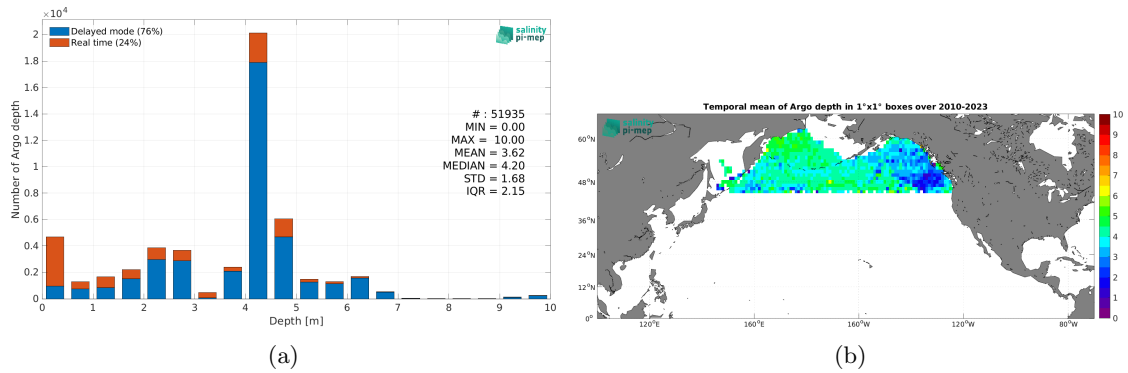 ×10⁴
Delayed mode (76%)
Real time (24%)
salinity
pi-mep
# : 51935
MIN = 0.00
MAX = 10.00
MEAN = 3.62
MEDIAN = 4.20
STD = 1.68
IQR = 2.15
Number of Argo depth
2
1.8
1.6
1.4
1.2
1
0.8
0.6
0.4
0.2
0
0 1 2 3 4 5 6 7 8 9 10
Depth [m]
(a)
Temporal mean of Argo depth in 1°x1° boxes over 2010-2023
salinity
pi-mep
60°N
48°N
36°N
24°N
12°N
0°
120°E 160°E 160°W 120°W 80°W
10
9
8
7
6
5
4
3
2
1
0
(b)